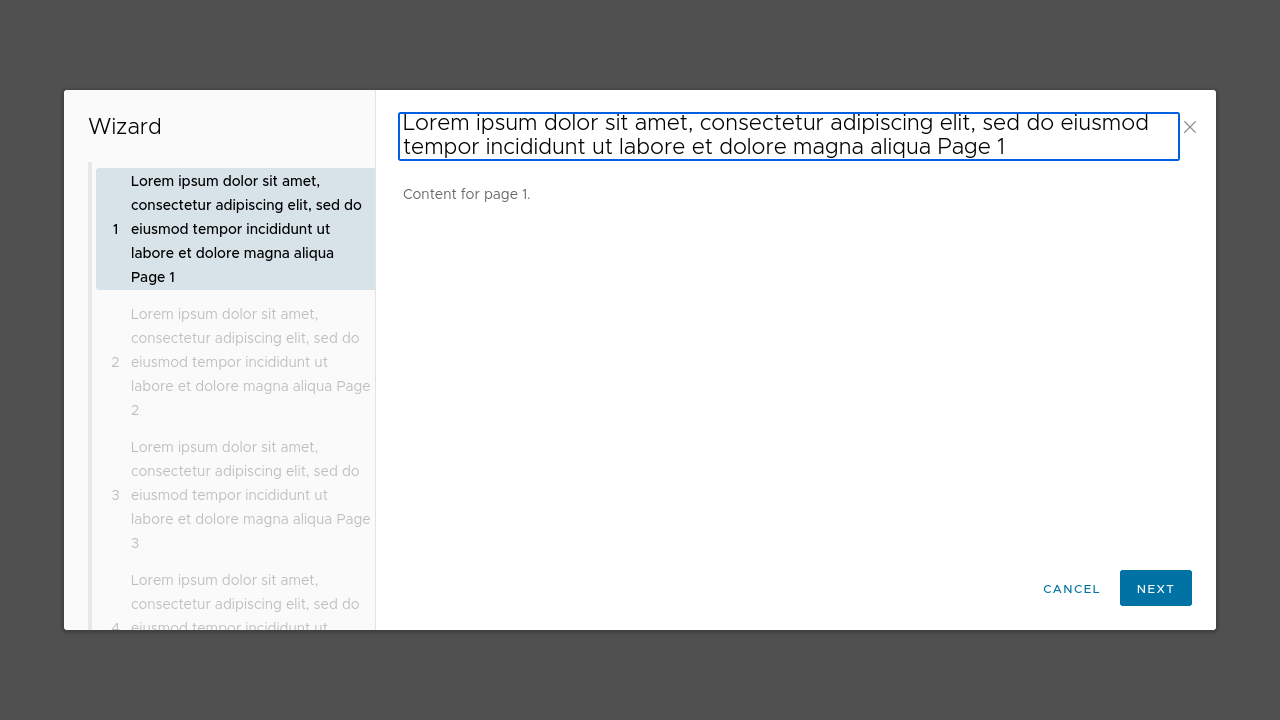 Wizard
Lorem ipsum dolor sit amet,
consectetur adipiscing elit, sed do
1 eiusmod tempor incididunt ut
labore et dolore magna aliqua
Page 1
Lorem ipsum dolor sit amet,
consectetur adipiscing elit, sed do
2 eiusmod tempor incididunt ut
labore et dolore magna aliqua Page
2
Lorem ipsum dolor sit amet,
consectetur adipiscing elit, sed do
3 eiusmod tempor incididunt ut
labore et dolore magna aliqua Page
3
Lorem ipsum dolor sit amet,
consectetur adipiscing elit, sed do
4 eiusmod tempor incididunt ut
Lorem ipsum dolor sit amet, consectetur adipiscing elit, sed do eiusmod
tempor incididunt ut labore et dolore magna aliqua Page 1
Content for page 1.
CANCEL
NEXT